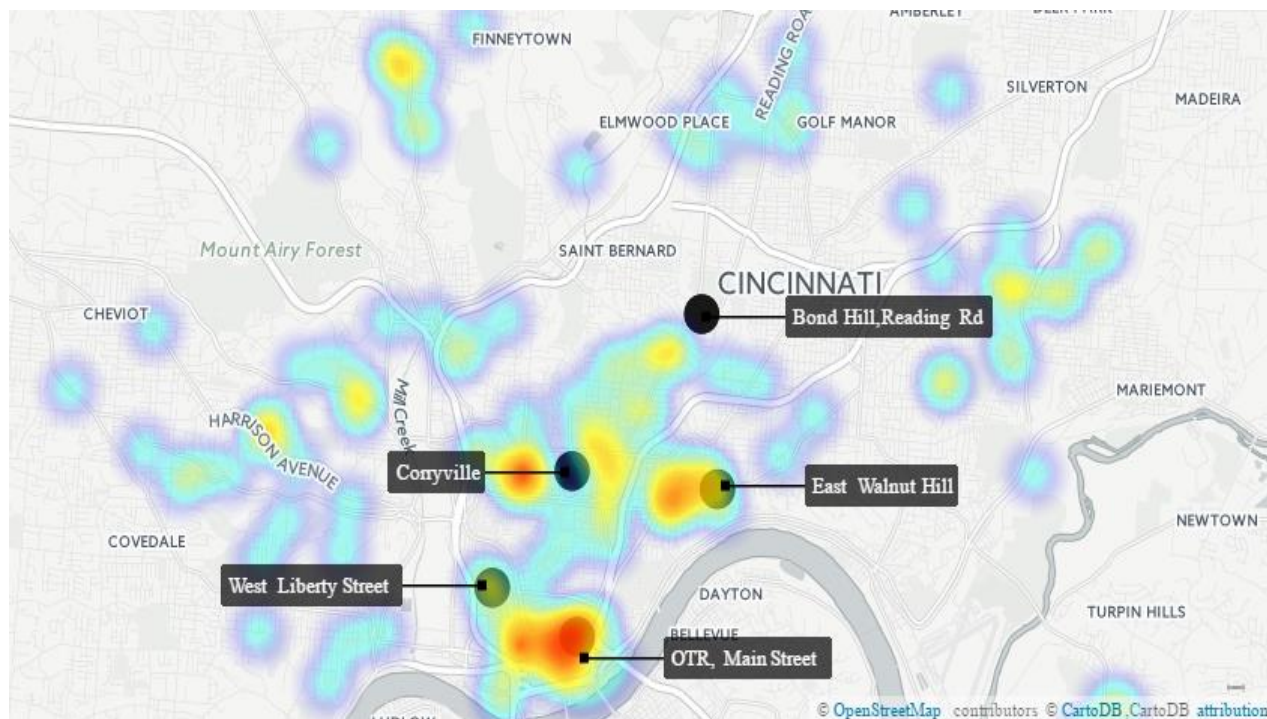 AMBERLEY
FINNEYTOWN
READING ROA
SILVERTON
MADEIRA
ELMWOOD PLACE
GOLF MANOR
Mount Airy Forest
SAINT BERNARD
CINCINNATI
CHEVIOT
Bond Hill,Reading Rd
Mill Creek
MARIEMONT
HARRISON AVENUE
Corryville
East Walnut Hill
NEWTOWN
COVEDALE
West Liberty Street
DAYTON
TURPIN HILLS
BELLEVUE
OTR, Main Street
LUDLOW
© OpenStreetMap contributors © CartoDB ,CartoDB attribution